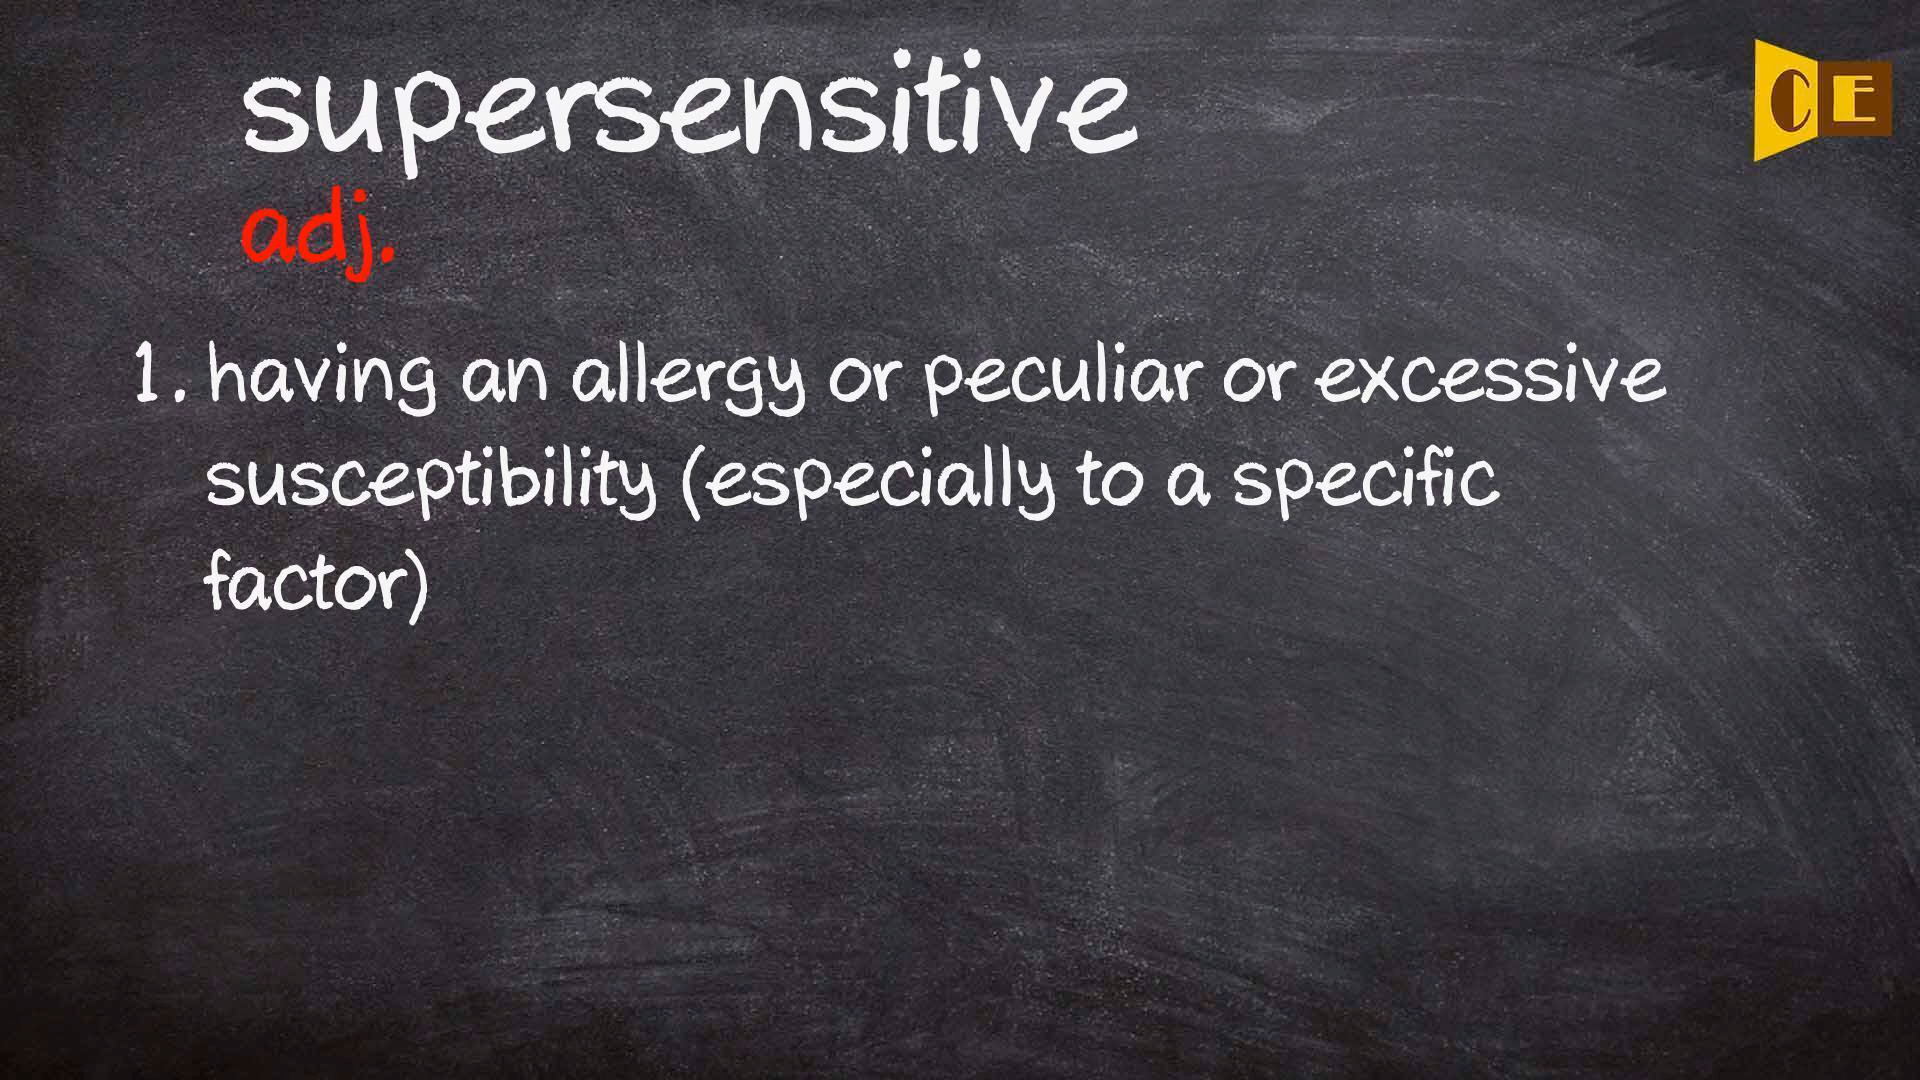 supersensitive
CE
adj.
1. having an allergy or peculiar or excessive
susceptibility (especially to a specific
factor)